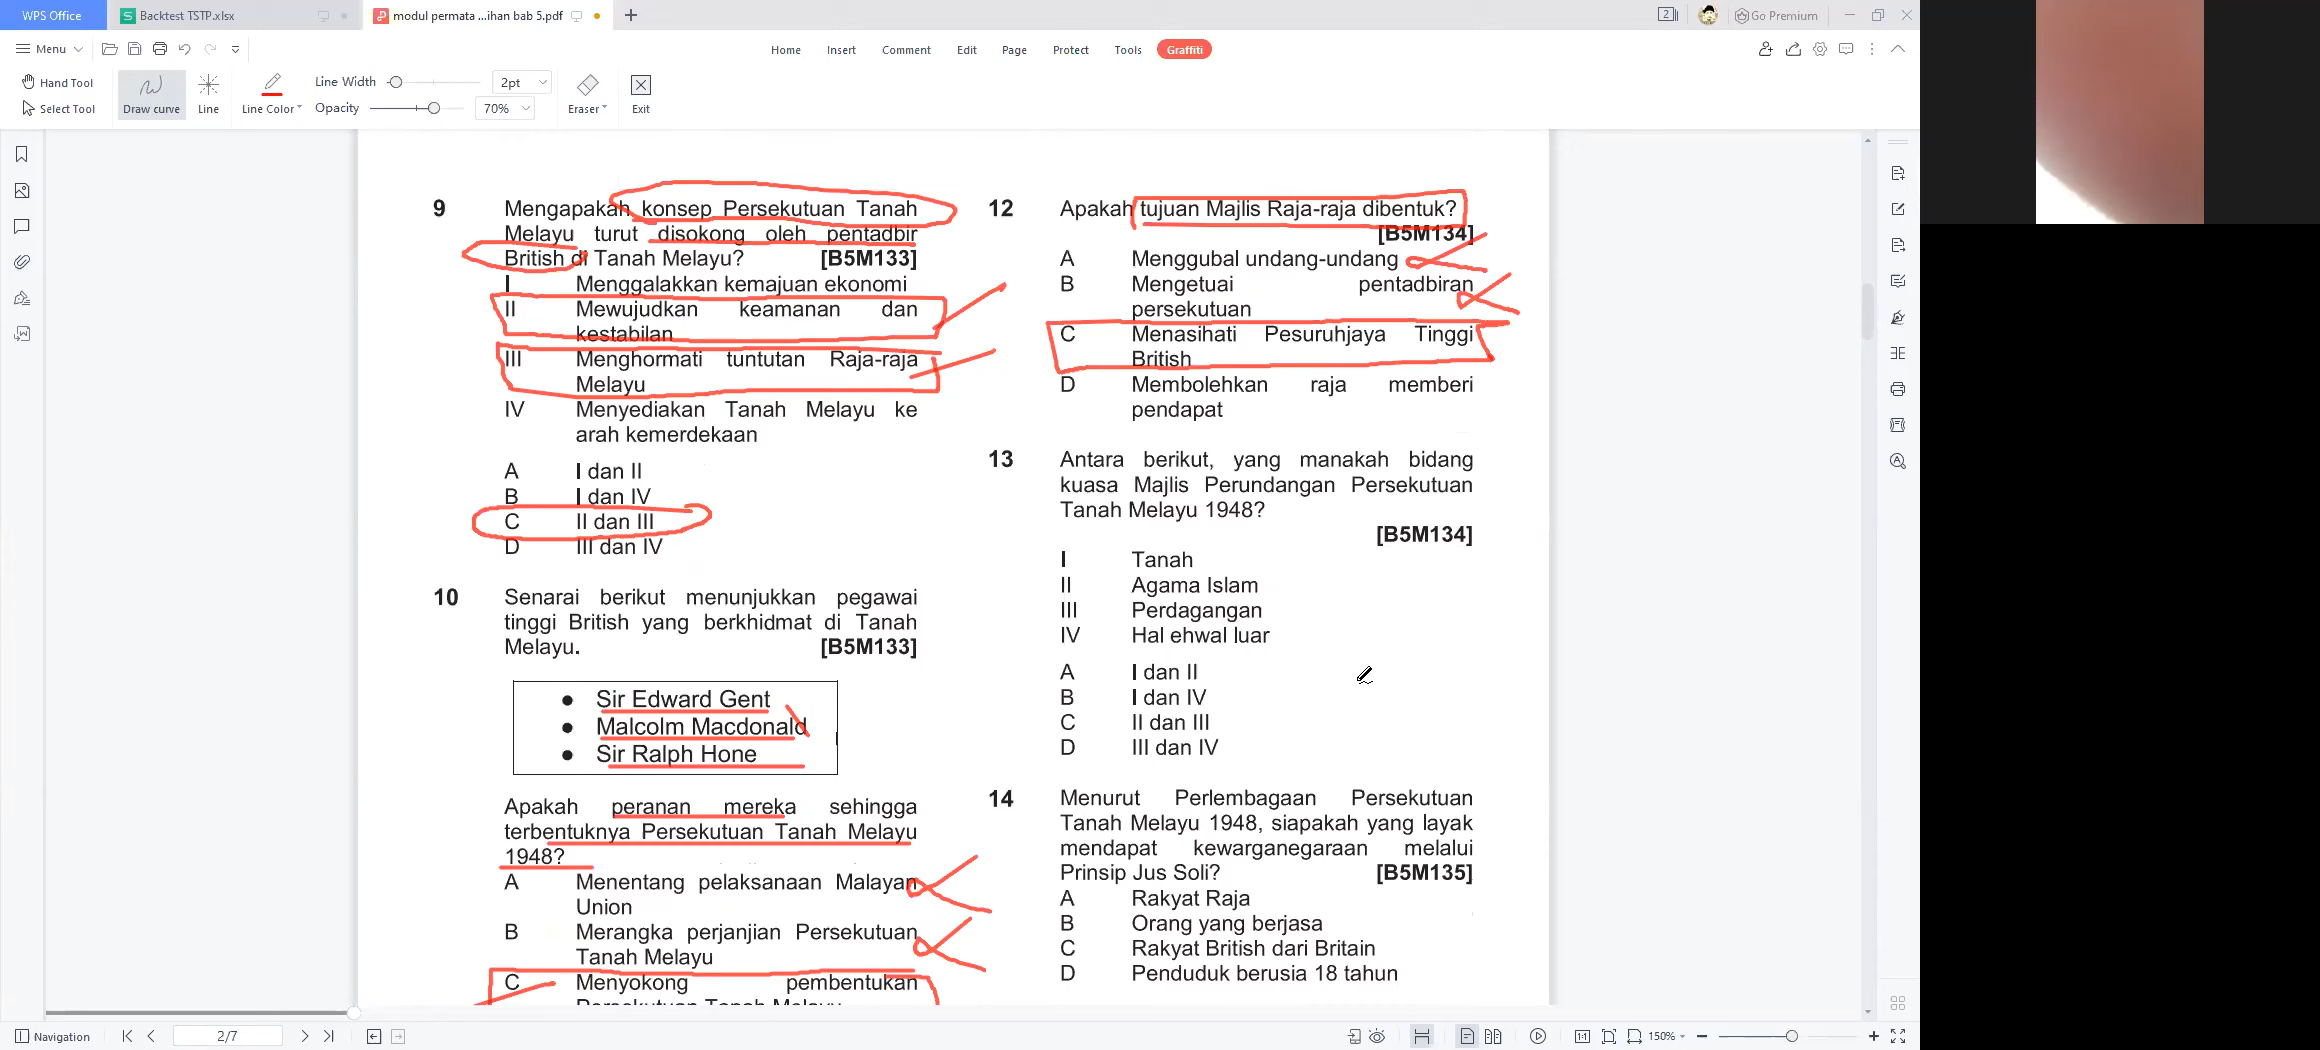 WPS Office
Backtest TSTP.xlsx
modul permata ...ihan bab 5.pdf
2
Go Premium
Menu
Home
Insert
Comment
Edit
Page
Protect
Tools
Graffiti
Hand Tool
Select Tool
Draw curve
Line
Line Color
Line Width
2pt
Opacity
70%
Eraser
Exit
9 Mengapakah konsep Persekutuan Tanah
Melayu turut disokong oleh pentadbir
British di Tanah Melayu? [B5M133]
I Menggalakkan kemajuan ekonomi
II Mewujudkan keamanan dan
kestabilan
III Menghormati tuntutan Raja-raja
Melayu
IV Menyediakan Tanah Melayu ke
arah kemerdekaan
A I dan II
B I dan IV
C II dan III
D III dan IV
10 Senarai berikut menunjukkan pegawai
tinggi British yang berkhidmat di Tanah
Melayu. [B5M133]
• Sir Edward Gent
• Malcolm Macdonald
• Sir Ralph Hone
Apakah peranan mereka sehingga
terbentuknya Persekutuan Tanah Melayu
1948?
A Menentang pelaksanaan Malayan
Union
B Merangka perjanjian Persekutuan
Tanah Melayu
C Menyokong pembentukan
Persekutuan Tanah Melayu
12 Apakah tujuan Majlis Raja-raja dibentuk?
[B5M134]
A Menggubal undang-undang
B Mengetuai pentadbiran
persekutuan
C Menasihati Pesuruhjaya Tinggi
British
D Membolehkan raja memberi
pendapat
13 Antara berikut, yang manakah bidang
kuasa Majlis Perundangan Persekutuan
Tanah Melayu 1948?
[B5M134]
I Tanah
II Agama Islam
III Perdagangan
IV Hal ehwal luar
A I dan II
B I dan IV
C II dan III
D III dan IV
14 Menurut Perlembagaan Persekutuan
Tanah Melayu 1948, siapakah yang layak
mendapat kewarganegaraan melalui
Prinsip Jus Soli? [B5M135]
A Rakyat Raja
B Orang yang berjasa
C Rakyat British dari Britain
D Penduduk berusia 18 tahun
Navigation
2/7
1:1
150%